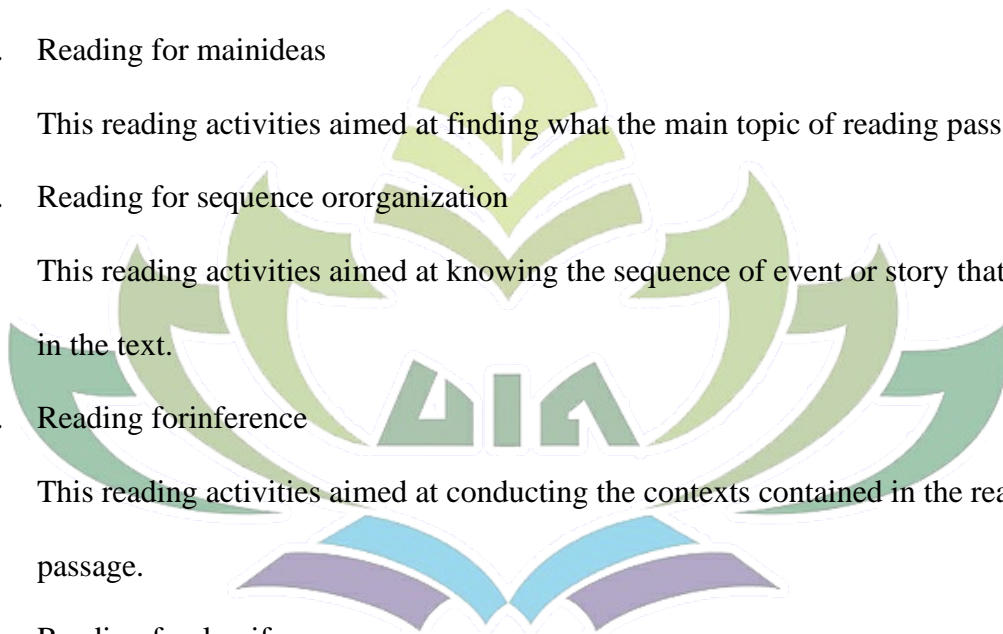 Reading for mainideas
This reading activities aimed at finding what the main topic of reading
Reading for sequence ororganization
This reading activities aimed at knowing the sequence of event or story that
in the text.
Reading forinference
This reading activities aimed at conducting the contexts contained in the
passage.
UIN